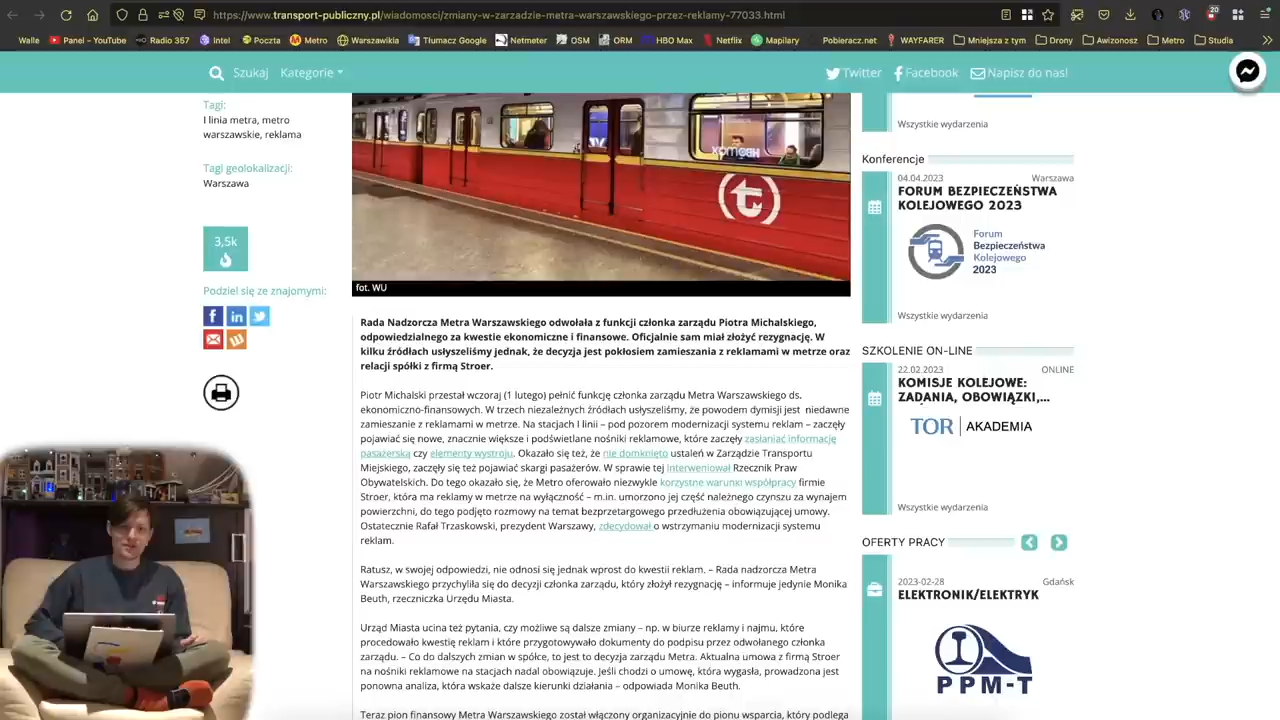 https://www.transport-publiczny.pl/wiadomosci/zmiany-w-zarzadzie-metra-warszawskiego-przez-reklamy-77033.html
20
Walle
Panel - YouTube
Radio 357
Intel
Poczta
Metro
Warszawikia
Tłumacz Google
Netmeter
OSM
ORM
HBO Max
Netflix
Mapilary
Pobieracz.net
WAYFARER
Mniejsza z tym
Drony
Awizonosz
Metro
Studia
Szukaj
Kategorie
Twitter
Facebook
Napisz do nas!
Tagi:
I linia metra, metro
warszawskie, reklama
Tagi geolokalizacji:
Warszawa
3,5k
Podziel się ze znajomymi:
fot. WU
Rada Nadzorcza Metra Warszawskiego odwołała z funkcji członka zarządu Piotra Michalskiego,
odpowiedzialnego za kwestie ekonomiczne i finansowe. Oficjalnie sam miał złożyć rezygnację. W
kilku źródłach usłyszeliśmy jednak, że decyzja jest pokłosiem zamieszania z reklamami w metrze oraz
relacji spółki z firmą Stroer.
Piotr Michalski przestał wczoraj (1 lutego) pełnić funkcję członka zarządu Metra Warszawskiego ds.
ekonomiczno-finansowych. W trzech niezależnych źródłach usłyszeliśmy, że powodem dymisji jest niedawne
zamieszanie z reklamami w metrze. Na stacjach I linii – pod pozorem modernizacji systemu reklam – zaczęły
pojawiać się nowe, znacznie większe i podświetlane nośniki reklamowe, które zaczęły zasłaniać informację
pasażerską czy elementy wystroju. Okazało się też, że nie domknięto ustaleń w Zarządzie Transportu
Miejskiego, zaczęły się też pojawiać skargi pasażerów. W sprawie tej interweniował Rzecznik Praw
Obywatelskich. Do tego okazało się, że Metro oferowało niezwykle korzystne warunki współpracy firmie
Stroer, która ma reklamy w metrze na wyłączność – m.in. umorzono jej część należnego czynszu za wynajem
powierzchni, do tego podjęto rozmowy na temat bezprzetargowego przedłużenia obowiązującej umowy.
Ostatecznie Rafał Trzaskowski, prezydent Warszawy, zdecydował o wstrzymaniu modernizacji systemu
reklam.
Ratusz, w swojej odpowiedzi, nie odnosi się jednak wprost do kwestii reklam. – Rada nadzorcza Metra
Warszawskiego przychyliła się do decyzji członka zarządu, który złożył rezygnację – informuje jedynie Monika
Beuth, rzeczniczka Urzędu Miasta.
Urząd Miasta ucina też pytania, czy możliwe są dalsze zmiany – np. w biurze reklamy i najmu, które
procedowało kwestię reklam i które przygotowywało dokumenty do podpisu przez odwołanego członka
zarządu. – Co do dalszych zmian w spółce, to jest to decyzja zarządu Metra. Aktualna umowa z firmą Stroer
na nośniki reklamowe na stacjach nadal obowiązuje. Jeśli chodzi o umowę, która wygasła, prowadzona jest
ponowna analiza, która wskaże dalsze kierunki działania – odpowiada Monika Beuth.
Teraz pion finansowy Metra Warszawskiego został włączony organizacyjnie do pionu wsparcia, który podlega
Wszystkie wydarzenia
Konferencje
04.04.2023
Warszawa
FORUM BEZPIECZEŃSTWA
KOLEJOWEGO 2023
Forum
Bezpieczeństwa
Kolejowego
2023
Wszystkie wydarzenia
SZKOLENIE ON-LINE
22.02.2023
ONLINE
KOMISJE KOLEJOWE:
ZADANIA, OBOWIĄZKI,...
TOR AKADEMIA
Wszystkie wydarzenia
OFERTY PRACY
2023-02-28
Gdańsk
ELEKTRONIK/ELEKTRYK
PPM-T